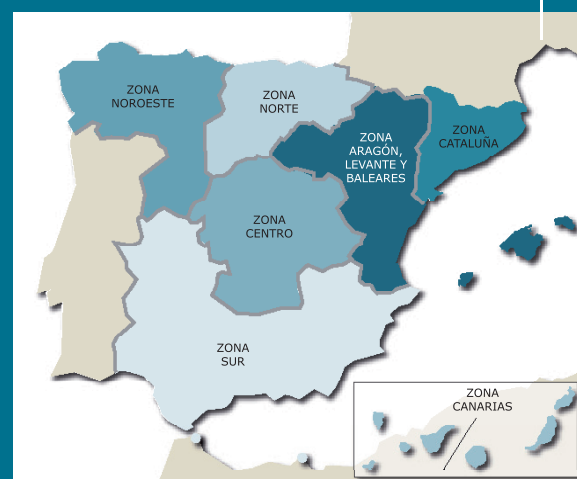 ZONA
NOROESTE
ZONA
NORTE
ZONA
ARAGÓN,
LEVANTE Y
BALEARES
ZONA
CATALUÑA
ZONA
CENTRO
ZONA
SUR
ZONA
CANARIAS